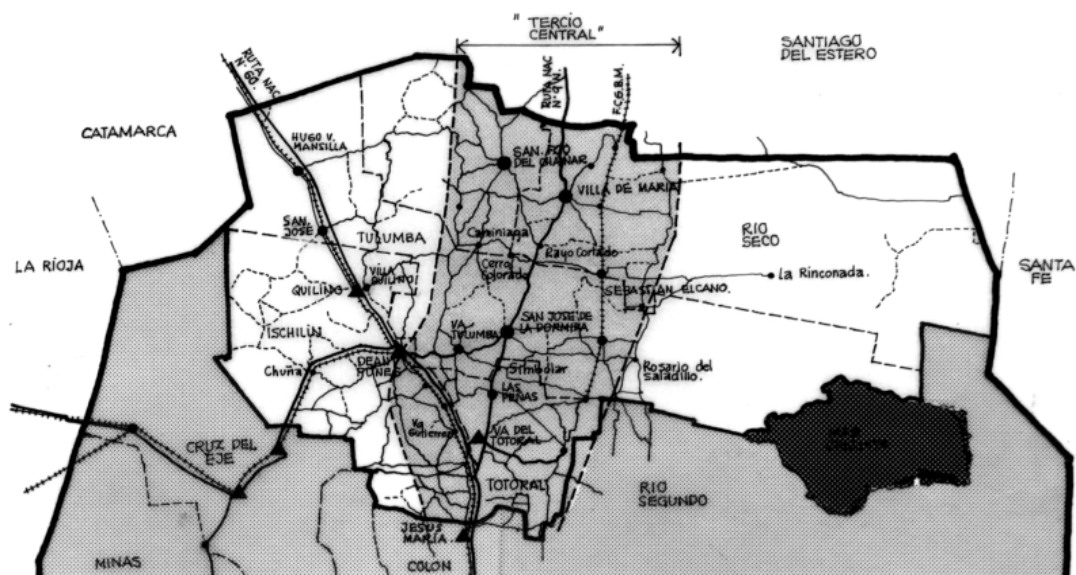 " TERCIO
CENTRAL"
SANTIAGO
DEL ESTERO
RUTA NAC
Nº 60.
RUTA NAC
Nº 9 N.
F.C.G.B.M.
CATAMARCA
HUGO V.
MANSILLA
SAN. FCO
DEL CHAÑAR
VILLA DE MARIA
SAN.
JOSE
TULUMBA
Caminiaga
Rayo Cortado
RIO
SECO
LA RIOJA
Cerro
Colorado
La Rinconada.
SANTA
FE
VILLA
QUILINO
QUILINO
SEBASTIAN ELCANO.
ISCHILIN
VA
TULUMBA
SAN JOSE DE
LA DORMIDA
DEAN
FUNES
Chuña
Simbolar
Rosario del
Saladillo.
LAS
PEÑAS
Va
Gutierrez
VA DEL
TOTORAL
CRUZ DEL
EJE
TOTORAL
RIO
SEGUNDO
JESUS
MARIA
MINAS
COLON